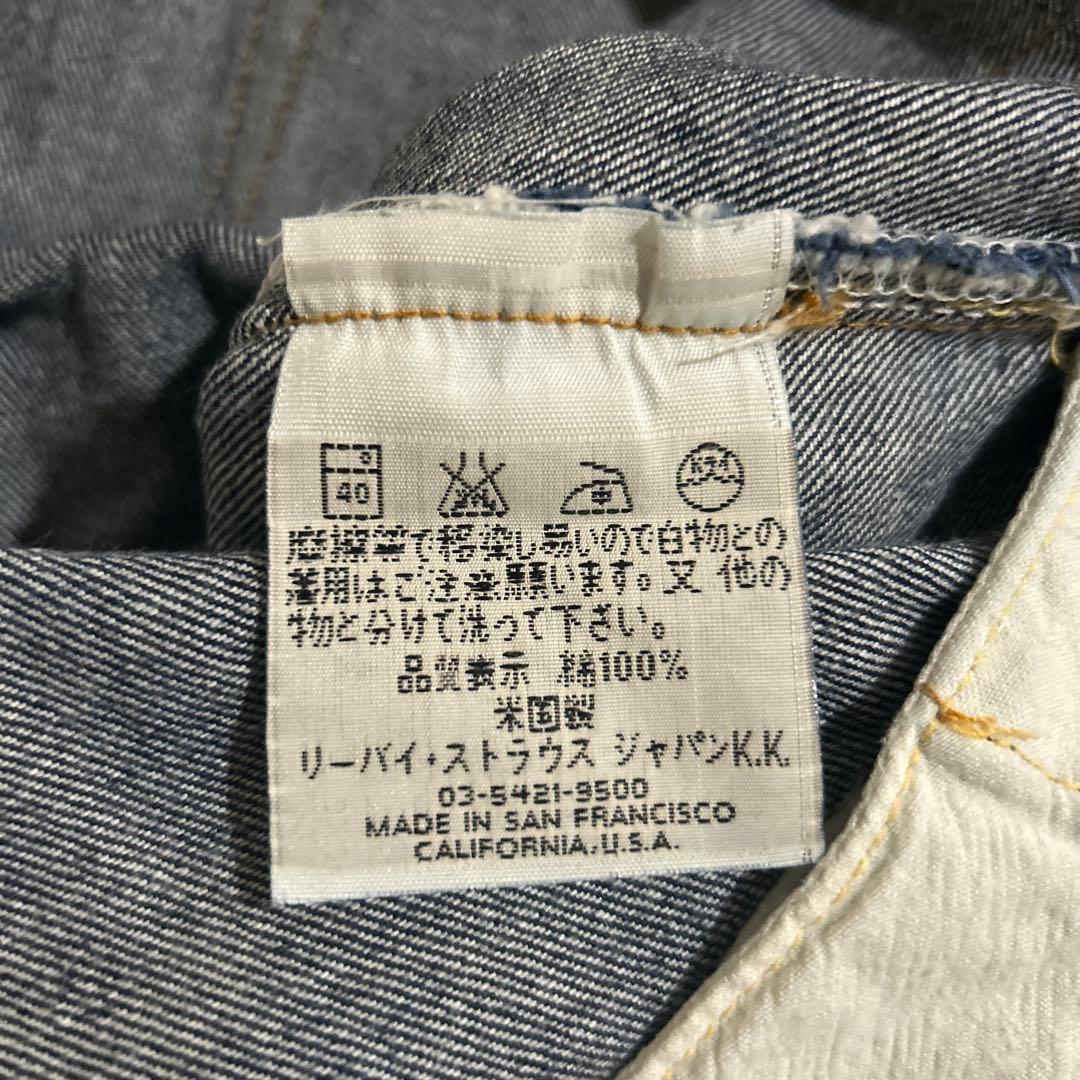 40
摩擦等で移染し易いので白物との
着用はご注意願います。又 他の
物と分けて洗って下さい。
品質表示 綿100%
米国製
リーバイ・ストラウス ジャパンK.K.
03-5421-9500
MADE IN SAN FRANCISCO
CALIFORNIA.U.S.A.